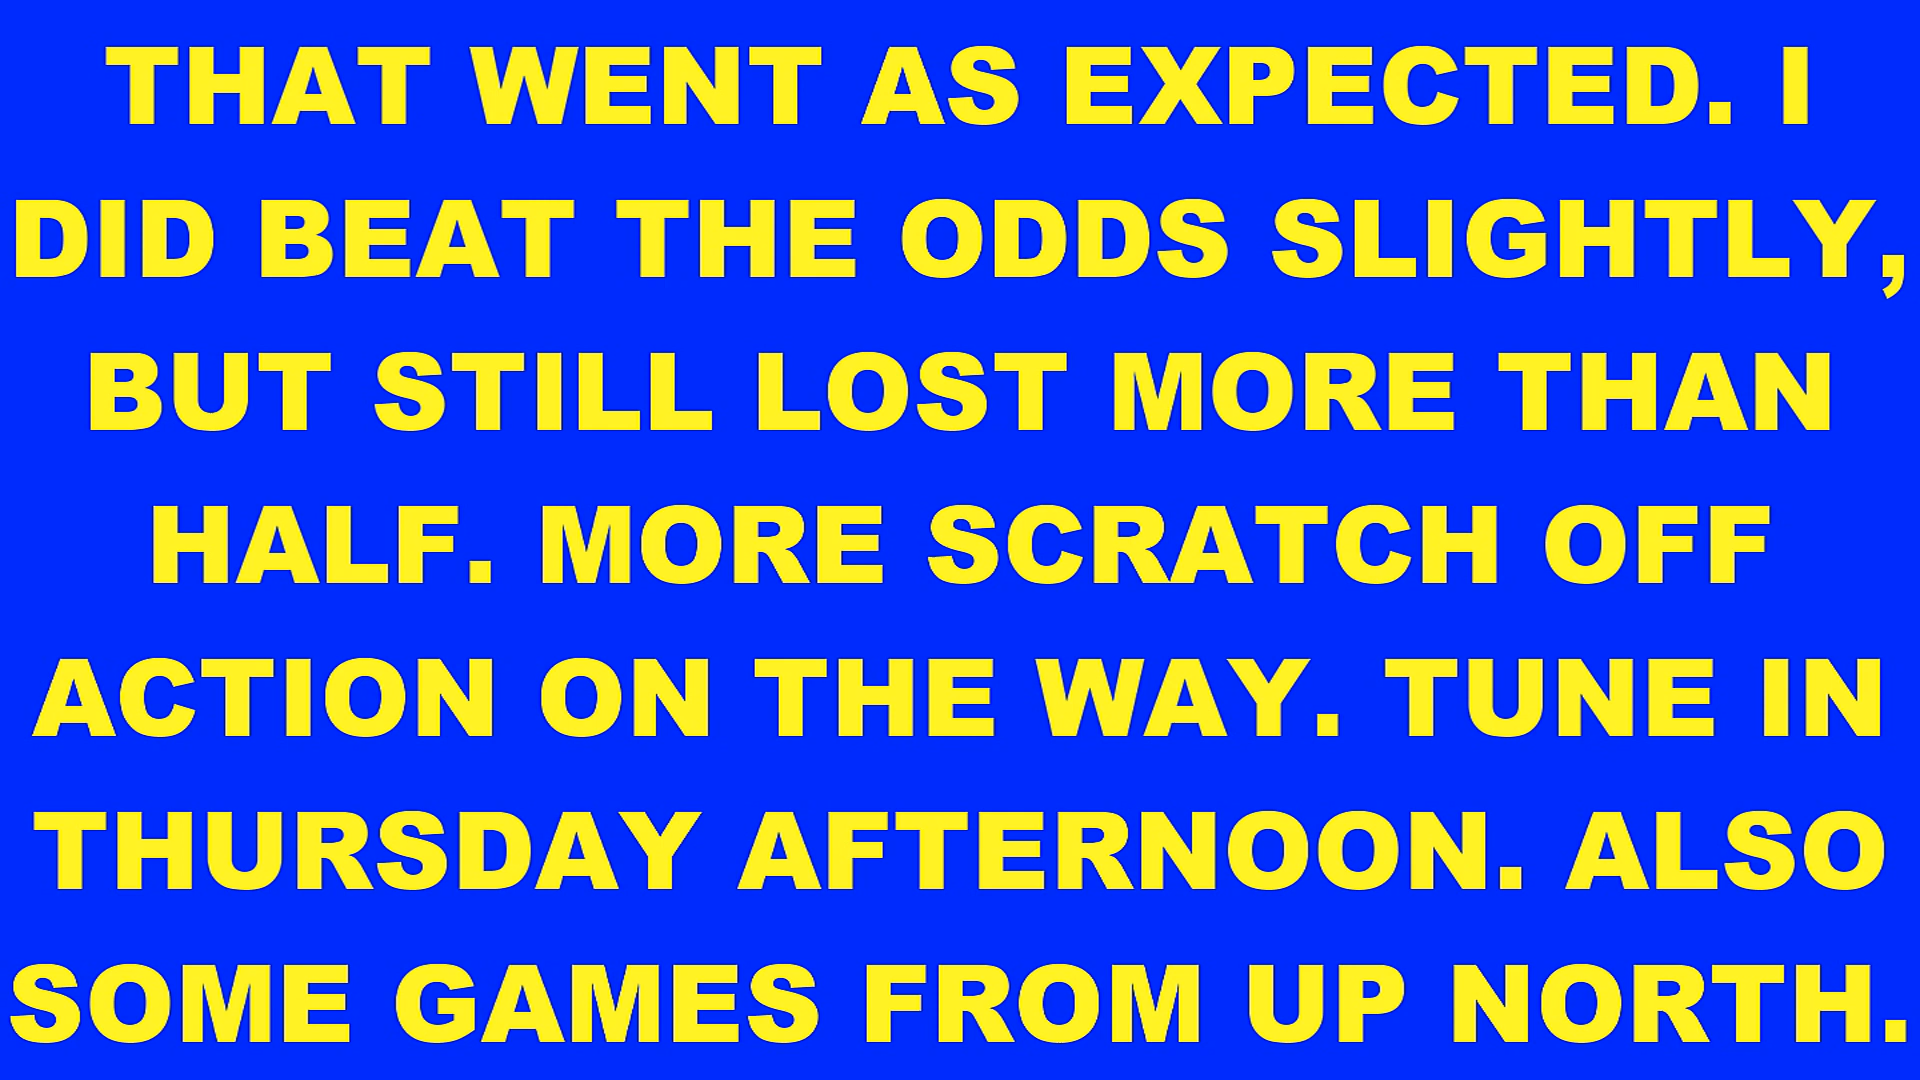 THAT WENT AS EXPECTED. I
DID BEAT THE ODDS SLIGHTLY,
BUT STILL LOST MORE THAN
HALF. MORE SCRATCH OFF
ACTION ON THE WAY. TUNE IN
THURSDAY AFTERNOON. ALSO
SOME GAMES FROM UP NORTH.